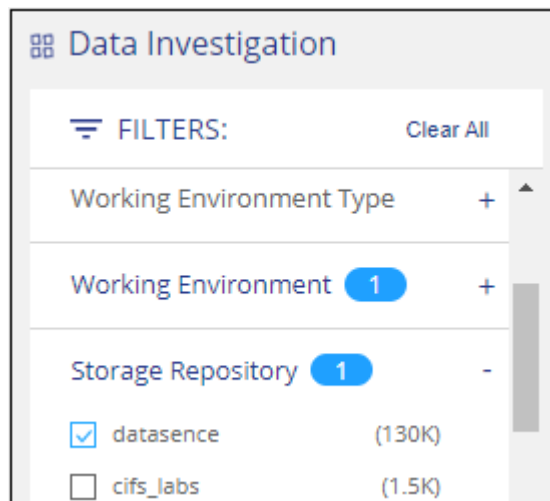 Data Investigation
FILTERS: Clear All
Working Environment Type +
Working Environment 1 +
Storage Repository 1 -
datasence (130K)
cifs_labs (1.5K)